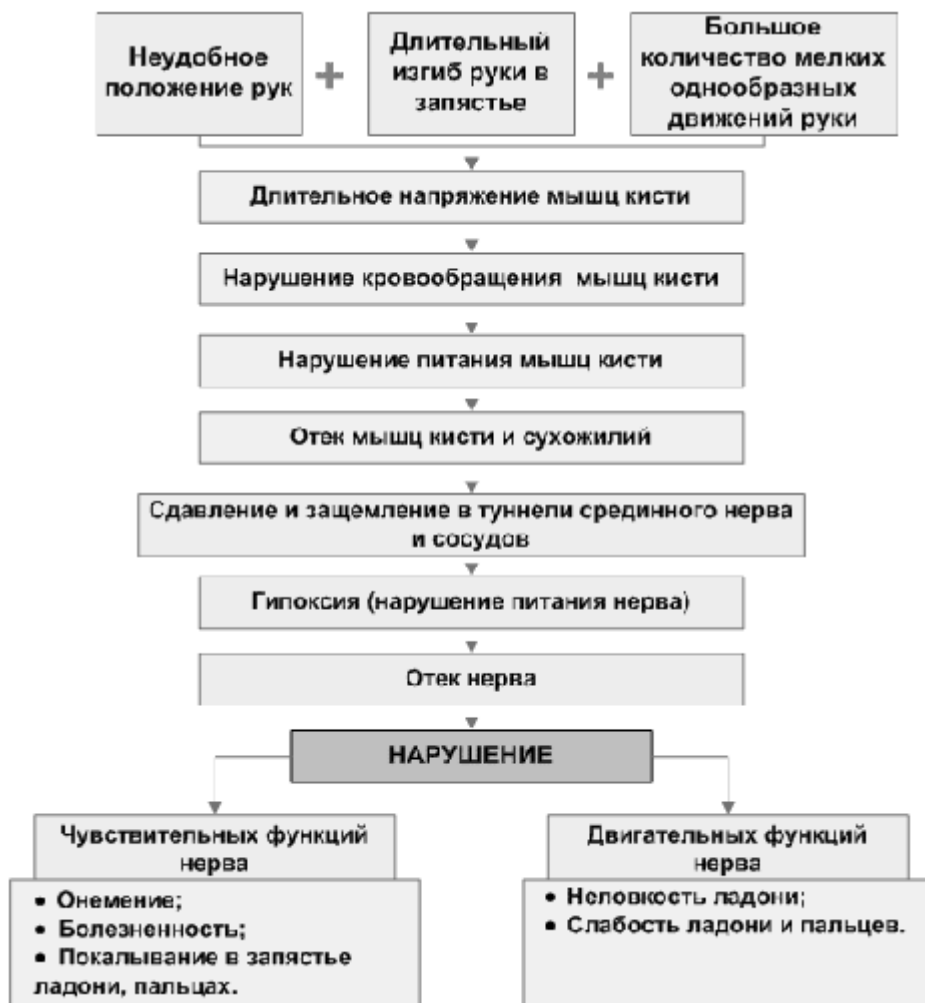 Неудобное
положение рук
+
Длительный
изгиб руки в
запястье
+
Большое
количество мелких
однообразных
движений руки
Длительное напряжение мышц кисти
Нарушение кровообращения мышц кисти
Нарушение питания мышц кисти
Отек мышц кисти и сухожилий
Сдавление и защемление в туннели срединного нерва
и сосудов
Гипоксия (нарушение питания нерва)
Отек нерва
НАРУШЕНИЕ
Чувствительных функций
нерва
• Онемение;
• Болезненность;
• Покалывание в запястье
ладони, пальцах.
Двигательных функций
нерва
• Неловкость ладони;
• Слабость ладони и пальцев.